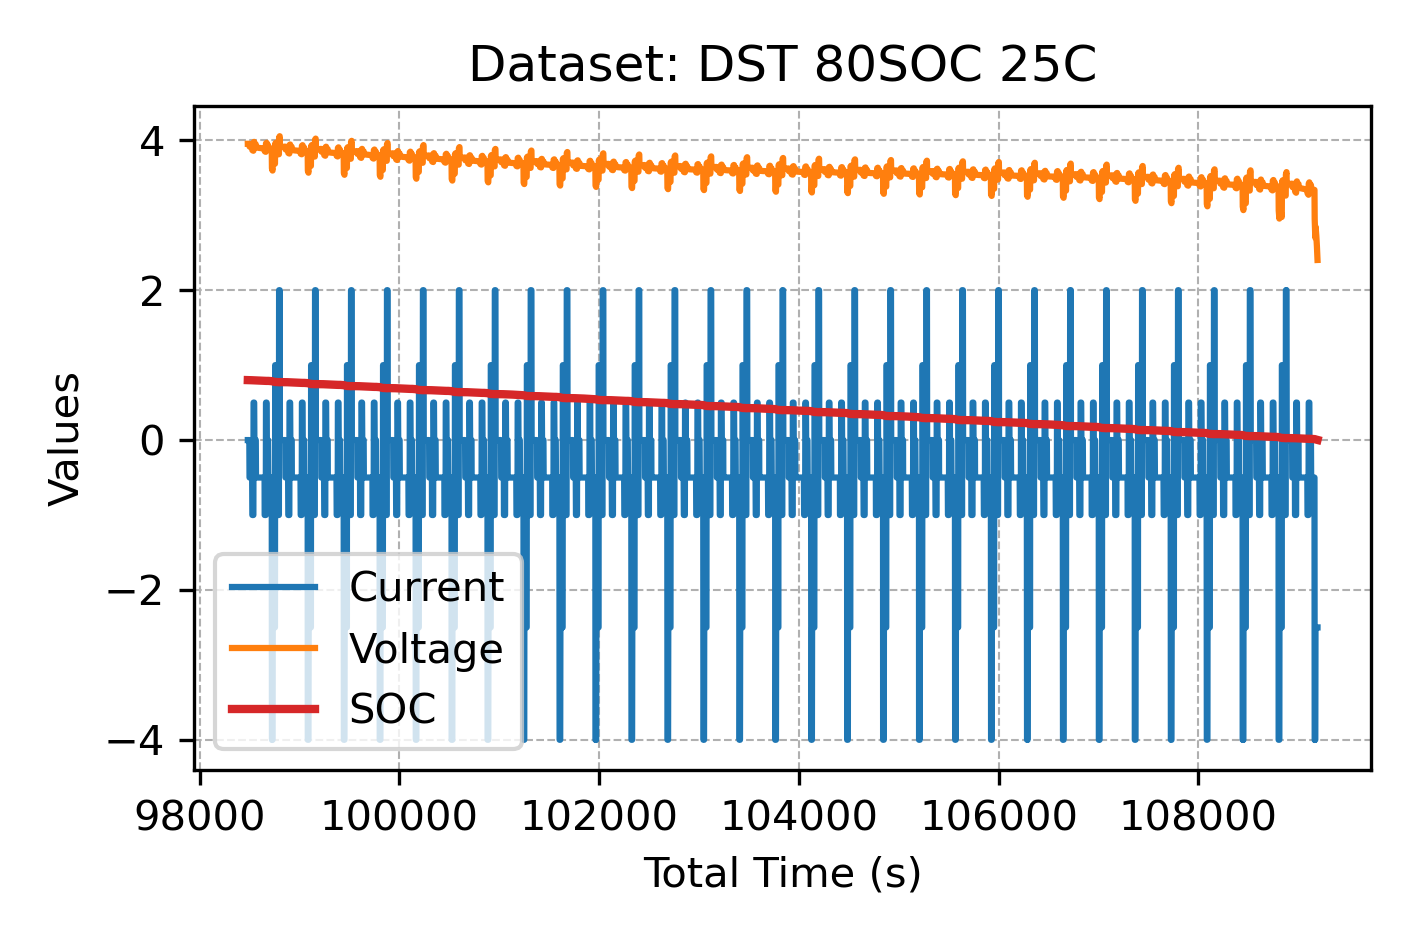 Dataset: DST 80SOC 25C
4
2
0
−2
−4
Values
Current
Voltage
SOC
98000 100000 102000 104000 106000 108000
Total Time (s)